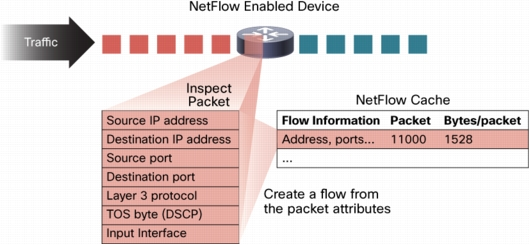 NetFlow Enabled Device
Traffic
Inspect
Packet
Source IP address
Destination IP address
Source port
Destination port
Layer 3 protocol
TOS byte (DSCP)
Input Interface
NetFlow Cache
Flow Information Packet Bytes/packet
Address, ports... 11000 1528
...
Create a flow from
the packet attributes